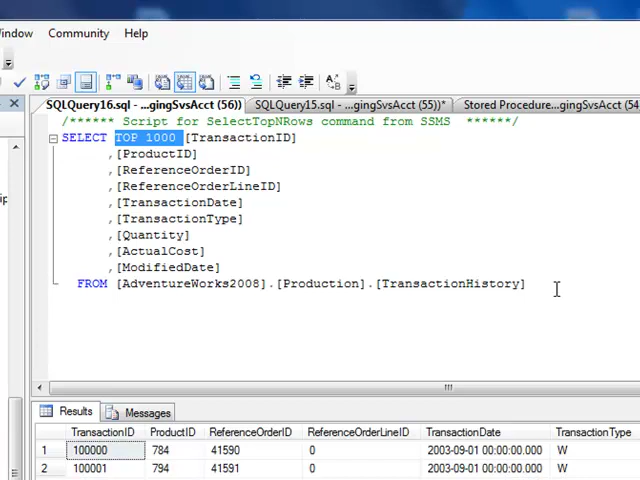 indow Community Help
SQLQuery16.sql - ...gingSvsAcct (56)) SQLQuery15.sql - ...gingSvsAcct (55))* Stored Procedure...gingSvsAcct (54
/****** Script for SelectTopNRows command from SSMS ******/
SELECT TOP 1000 [TransactionID]
,[ProductID]
,[ReferenceOrderID]
,[ReferenceOrderLineID]
,[TransactionDate]
,[TransactionType]
,[Quantity]
,[ActualCost]
,[ModifiedDate]
FROM [AdventureWorks2008].[Production].[TransactionHistory]
Results Messages
TransactionID ProductID ReferenceOrderID ReferenceOrderLineID TransactionDate TransactionType
1 100000 784 41590 0 2003-09-01 00:00:00.000 W
2 100001 794 41591 0 2003-09-01 00:00:00.000 W